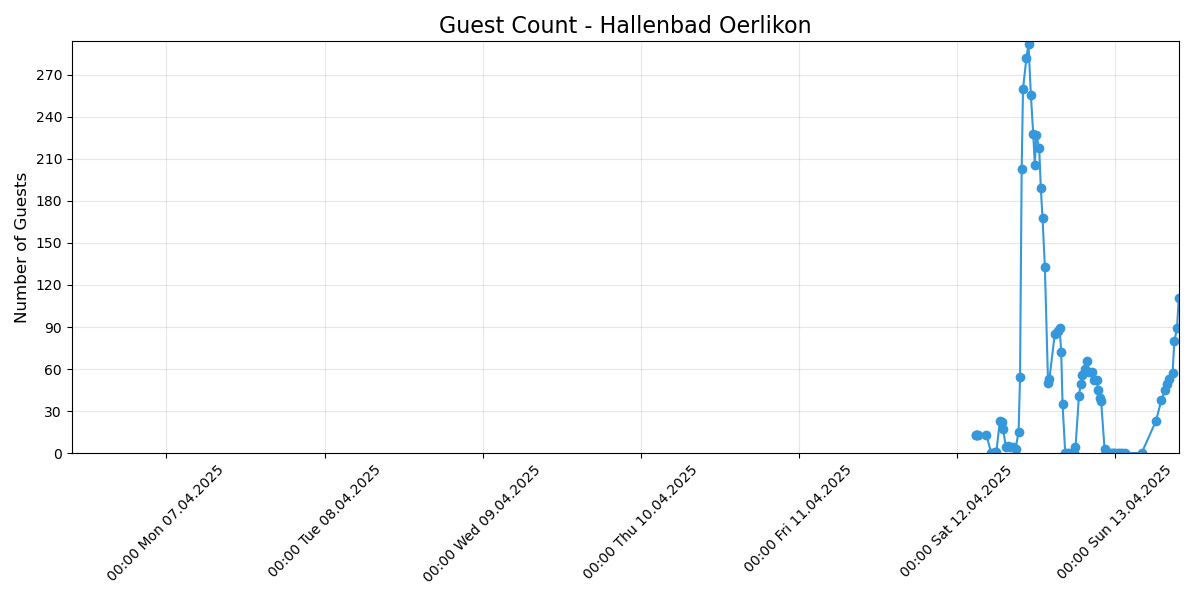 Guest Count - Hallenbad Oerlikon
Number of Guests
270
240
210
180
150
120
90
60
30
0
00:00 Mon 07.04.2025
00:00 Tue 08.04.2025
00:00 Wed 09.04.2025
00:00 Thu 10.04.2025
00:00 Fri 11.04.2025
00:00 Sat 12.04.2025
00:00 Sun 13.04.2025